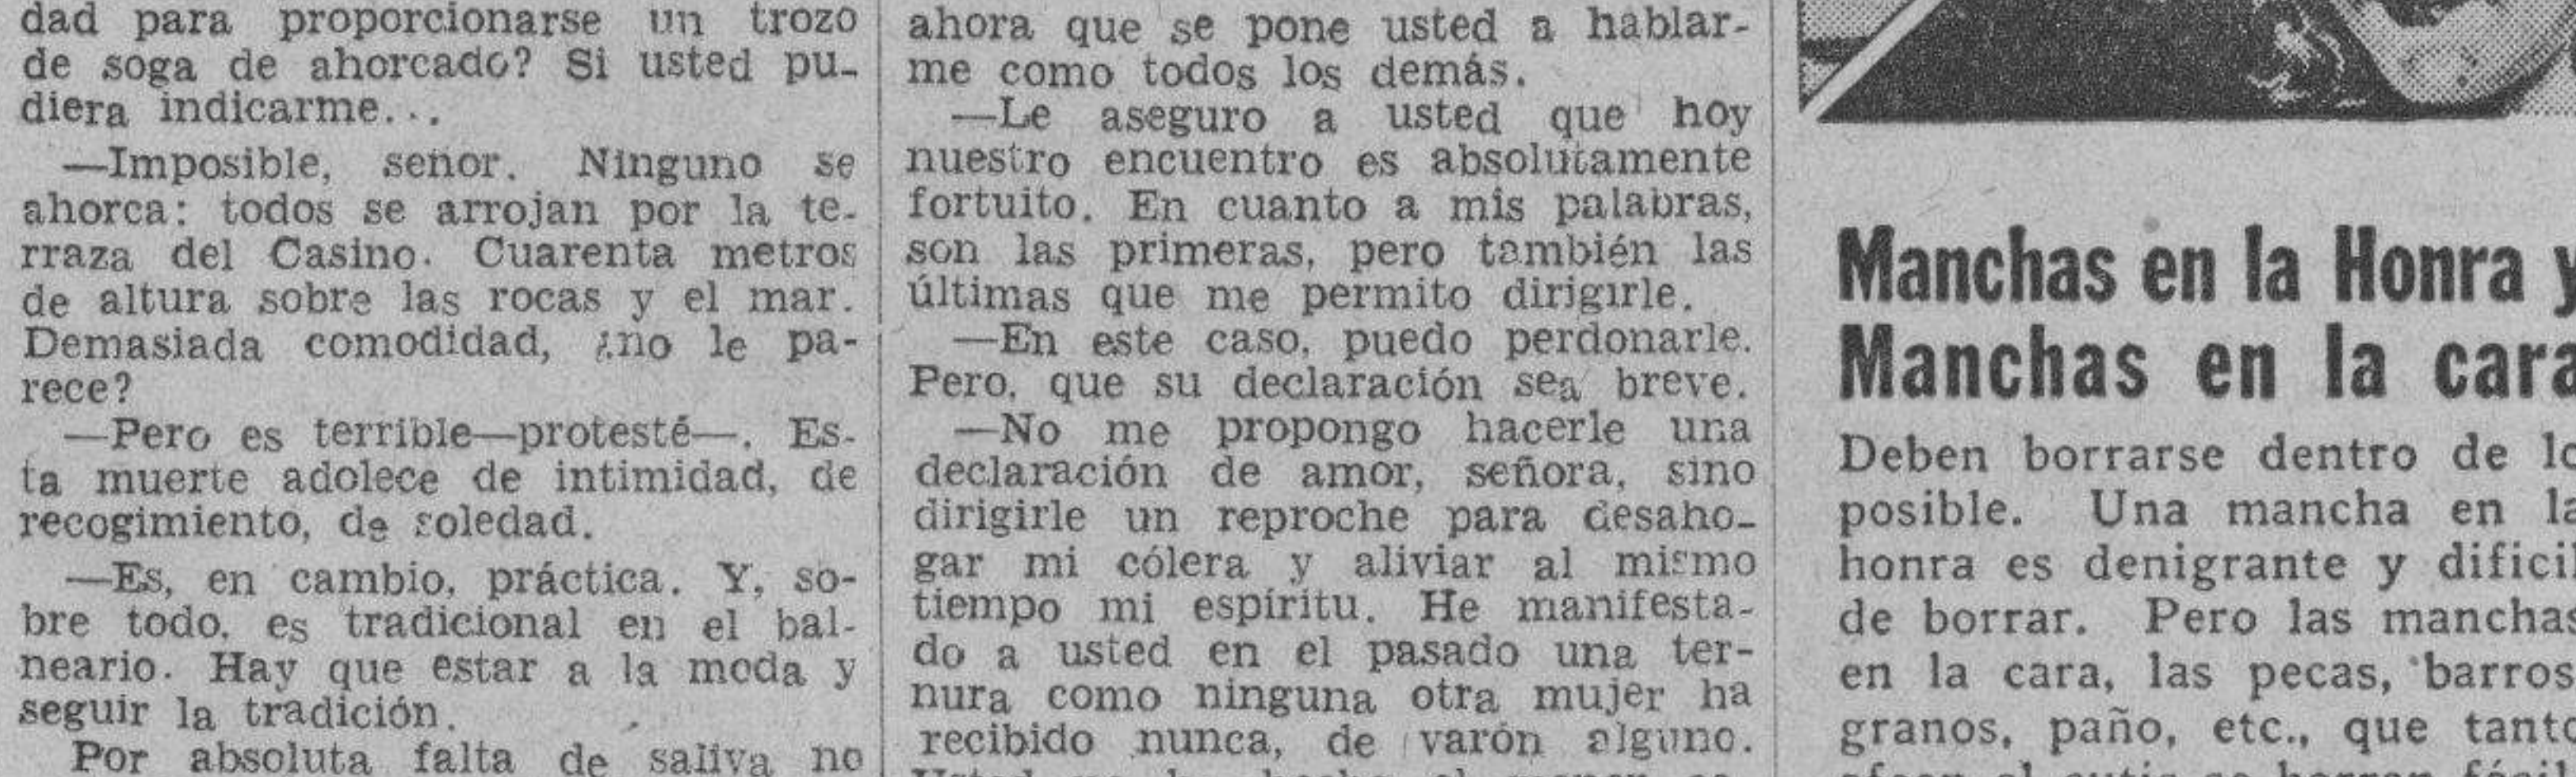 dad para proporcionarse un trozo
de soga de ahorcado? Si usted pu-
diera indicarme...
—Imposible, señor. Ninguno se
ahorca: todos se arrojan por la te-
rraza del Casino. Cuarenta metros
de altura sobre las rocas y el mar.
Demasiada comodidad, ¿no le pa-
rece?
—Pero es terrible—protesté—. Es-
ta muerte adolece de intimidad, de
recogimiento, de soledad.
—Es, en cambio, práctica. Y, so-
bre todo, es tradicional en el bal-
neario. Hay que estar a la moda y
seguir la tradición.
Por absoluta falta de saliva no
ahora que se pone usted a hablar-
me como todos los demás.
—Le aseguro a usted que hoy
nuestro encuentro es absolutamente
fortuito. En cuanto a mis palabras,
son las primeras, pero también las
últimas que me permito dirigirle.
—En este caso, puedo perdonarle.
Pero, que su declaración sea breve.
—No me propongo hacerle una
declaración de amor, señora, sino
dirigirle un reproche para desaho-
gar mi cólera y aliviar al mismo
tiempo mi espíritu. He manifesta-
do a usted en el pasado una ter-
nura como ninguna otra mujer ha
recibido nunca, de varón alguno.
Manchas en la Honra y
Manchas en la cara
Deben borrarse dentro de lo
posible. Una mancha en la
honra es denigrante y dificil
de borrar. Pero las manchas
en la cara, las pecas, barros,
granos, paño, etc., que tanto